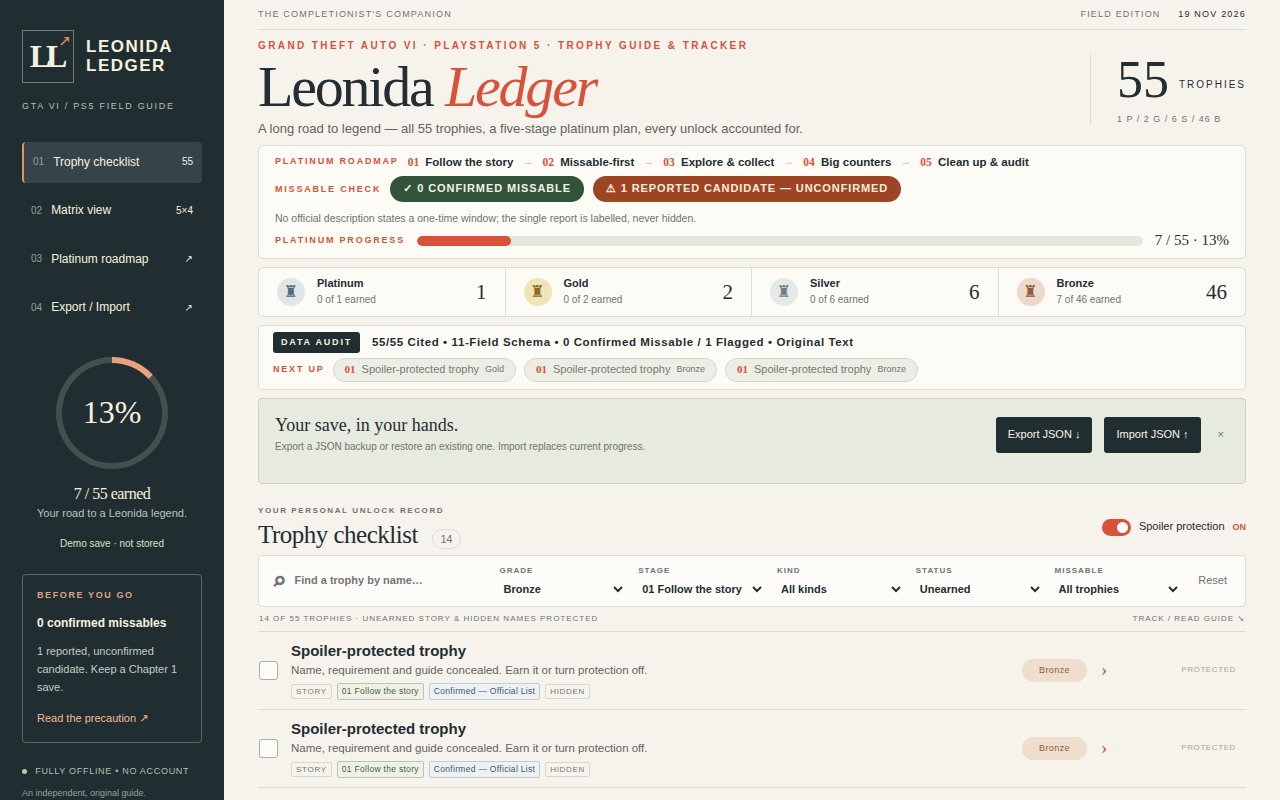 LL↗
LEONIDA
LEDGER
GTA VI / PS5 FIELD GUIDE
01 Trophy checklist 55
02 Matrix view 5×4
03 Platinum roadmap ↗
04 Export / Import ↗
13%
7 / 55 earned
Your road to a Leonida legend.
Demo save · not stored
BEFORE YOU GO
0 confirmed missables
1 reported, unconfirmed
candidate. Keep a Chapter 1
save.
Read the precaution ↗
FULLY OFFLINE • NO ACCOUNT
An independent, original guide.
THE COMPLETIONIST'S COMPANION
FIELD EDITION 19 NOV 2026
GRAND THEFT AUTO VI · PLAYSTATION 5 · TROPHY GUIDE & TRACKER
Leonida Ledger
A long road to legend — all 55 trophies, a five-stage platinum plan, every unlock accounted for.
55 TROPHIES
1 P / 2 G / 6 S / 46 B
PLATINUM ROADMAP 01 Follow the story → 02 Missable-first → 03 Explore & collect → 04 Big counters → 05 Clean up & audit
MISSABLE CHECK ✓ 0 CONFIRMED MISSABLE ⚠ 1 REPORTED CANDIDATE — UNCONFIRMED
No official description states a one-time window; the single report is labelled, never hidden.
PLATINUM PROGRESS 7 / 55 · 13%
Platinum
0 of 1 earned
1
Gold
0 of 2 earned
2
Silver
0 of 6 earned
6
Bronze
7 of 46 earned
46
DATA AUDIT 55/55 Cited • 11-Field Schema • 0 Confirmed Missable / 1 Flagged • Original Text
NEXT UP 01 Spoiler-protected trophy Gold 01 Spoiler-protected trophy Bronze 01 Spoiler-protected trophy Bronze
Your save, in your hands.
Export a JSON backup or restore an existing one. Import replaces current progress.
Export JSON ↓ Import JSON ↑ ×
YOUR PERSONAL UNLOCK RECORD
Trophy checklist 14
Spoiler protection ON
Find a trophy by name…
GRADE STAGE KIND STATUS MISSABLE
Bronze 01 Follow the story All kinds Unearned All trophies Reset
14 OF 55 TROPHIES · UNEARNED STORY & HIDDEN NAMES PROTECTED
TRACK / READ GUIDE ↘
Spoiler-protected trophy
Name, requirement and guide concealed. Earn it or turn protection off.
STORY 01 Follow the story Confirmed — Official List HIDDEN
Bronze › PROTECTED
Spoiler-protected trophy
Name, requirement and guide concealed. Earn it or turn protection off.
STORY 01 Follow the story Confirmed — Official List HIDDEN
Bronze › PROTECTED